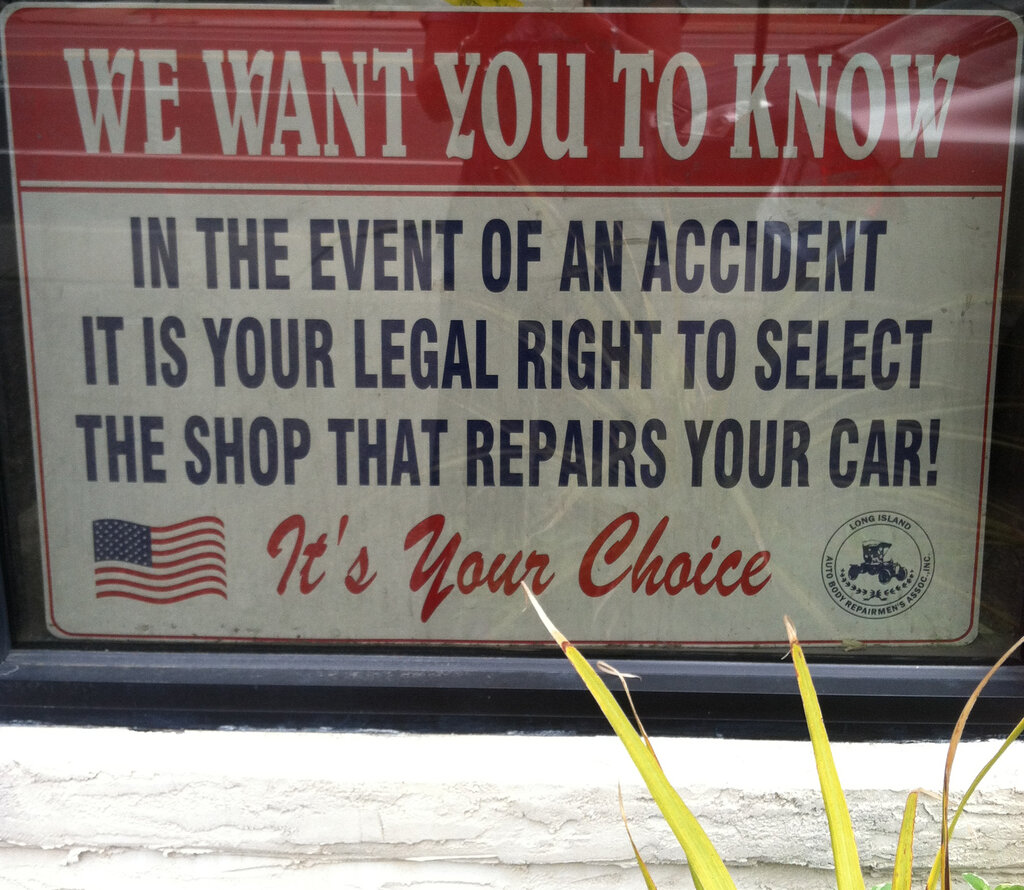 WE WANT YOU TO KNOW
IN THE EVENT OF AN ACCIDENT
IT IS YOUR LEGAL RIGHT TO SELECT
THE SHOP THAT REPAIRS YOUR CAR!
It's Your Choice
LONG ISLAND
AUTO BODY REPAIRMEN'S ASSOC. INC.